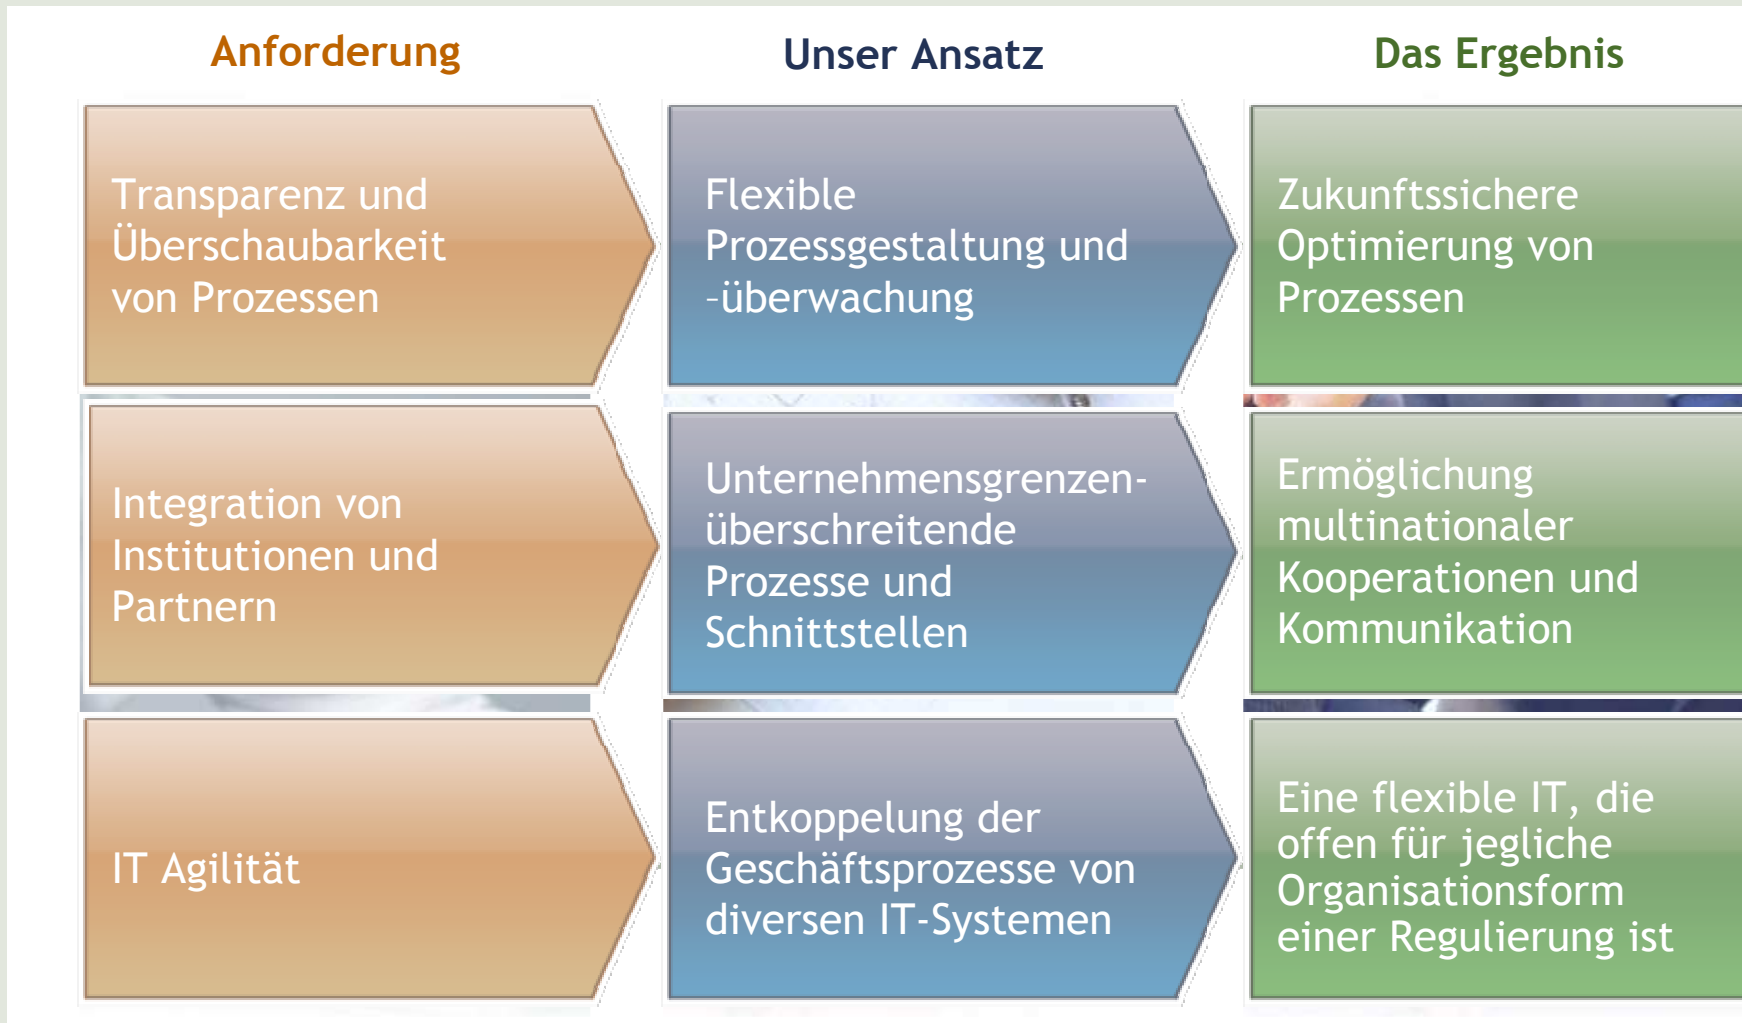 Anforderung
Unser Ansatz
Das Ergebnis
Transparenz und
Überschaubarkeit
von Prozessen
Flexible
Prozessgestaltung und
–überwachung
Zukunftssichere
Optimierung von
Prozessen
Integration von
Institutionen und
Partnern
Unternehmensgrenzen-
überschreitende
Prozesse und
Schnittstellen
Ermöglichung
multinationaler
Kooperationen und
Kommunikation
IT Agilität
Entkoppelung der
Geschäftsprozesse von
diversen IT-Systemen
Eine flexible IT, die
offen für jegliche
Organisationsform
einer Regulierung ist